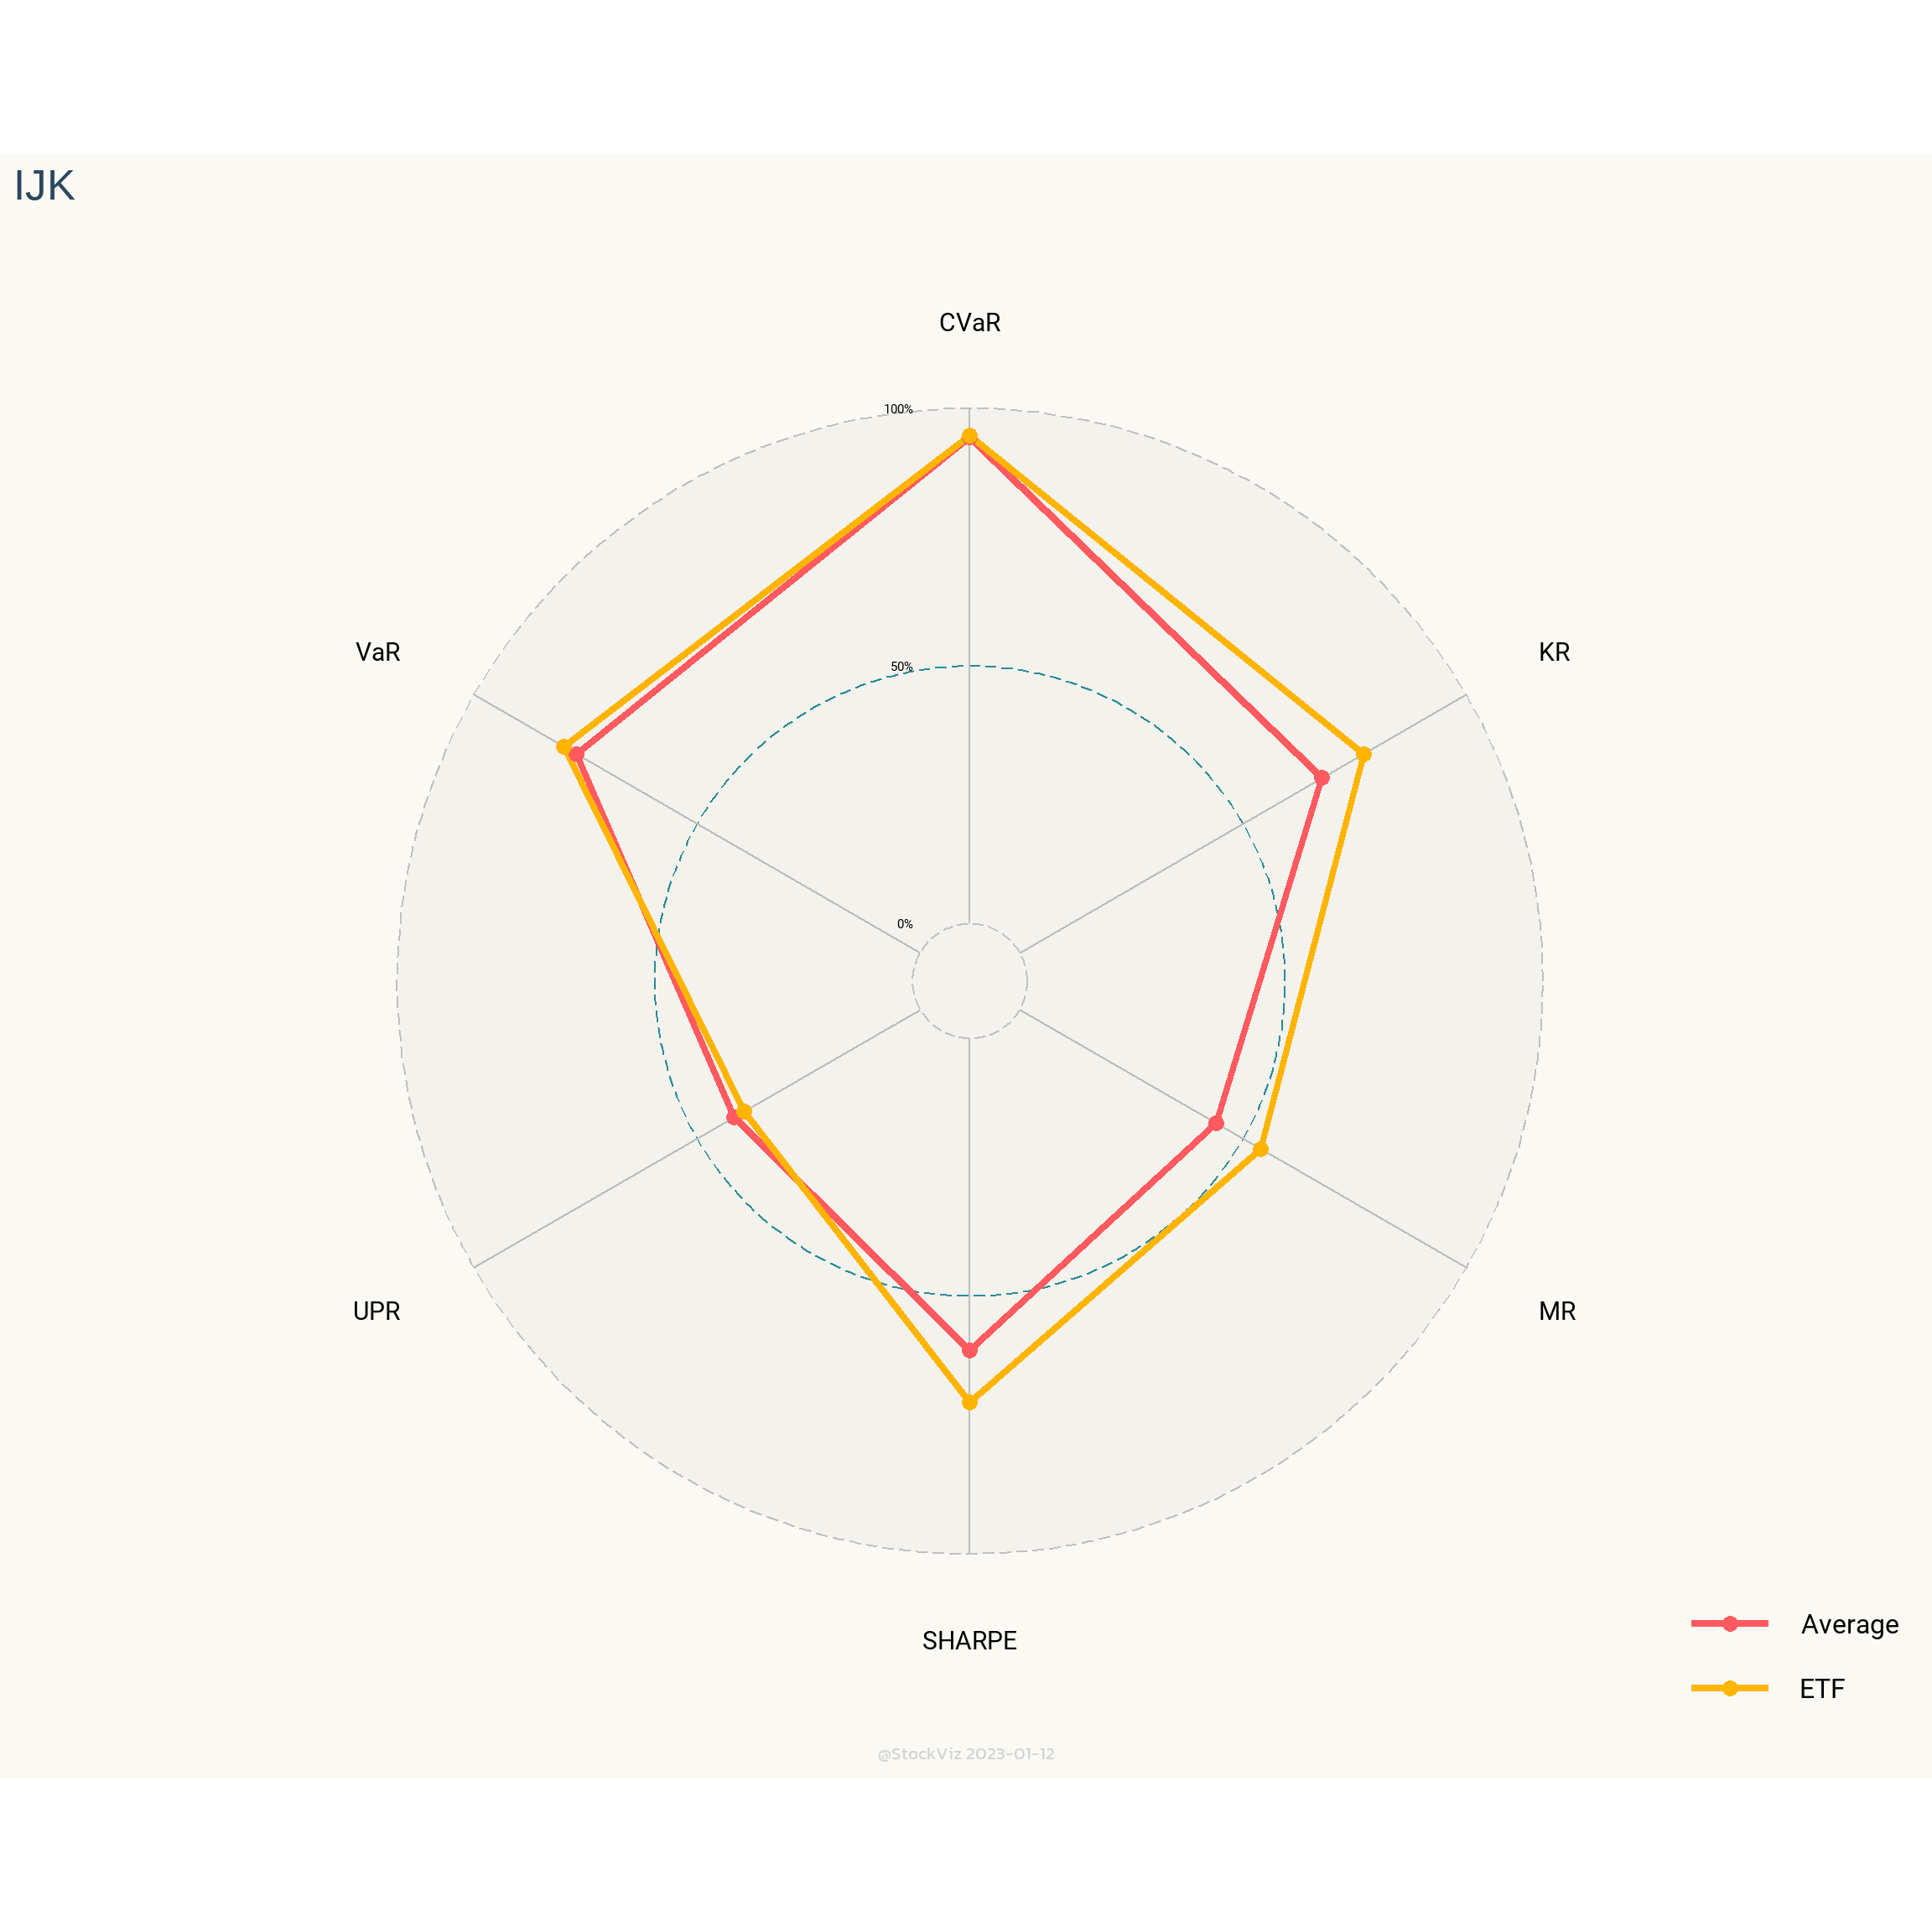 IJK
CVaR
100%
VaR
KR
50%
0%
UPR
MR
SHARPE
Average
ETF
@StockViz 2023-01-12